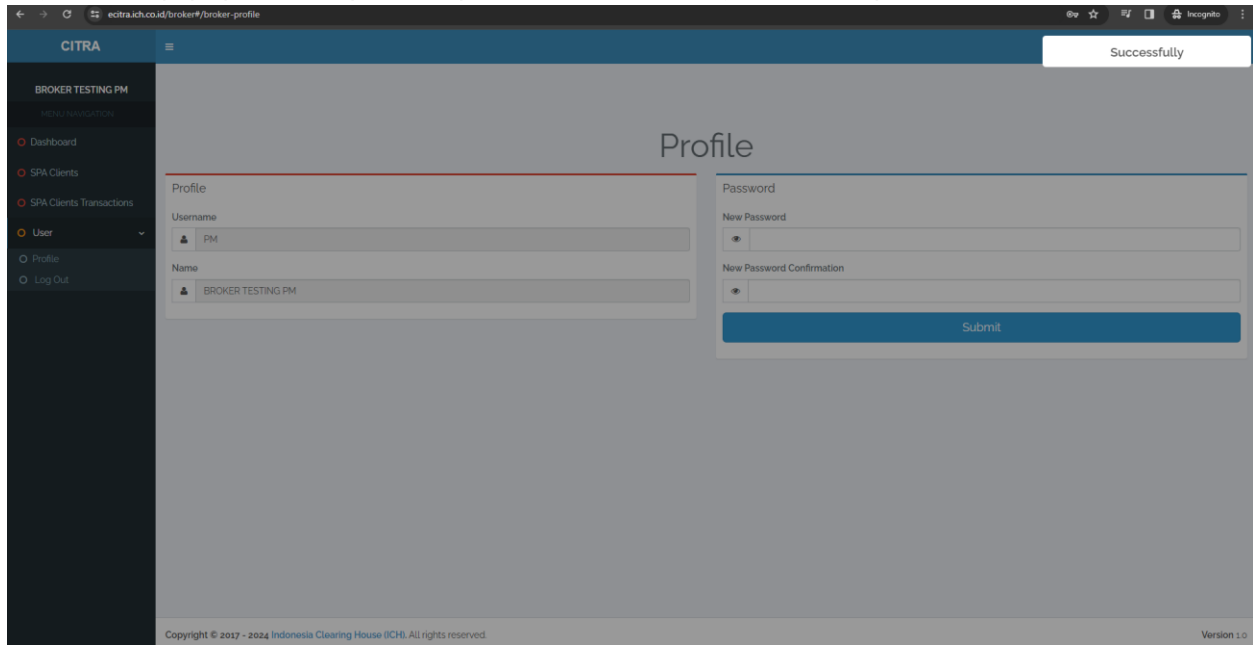 ecitra.ich.co.id/broker#/broker-profile
Incognito
CITRA
Successfully
BROKER TESTING PM
MENU NAVIGATION
Dashboard
SPA Clients
SPA Clients Transactions
User
Profile
Log Out
Profile
Profile
Username
PM
Name
BROKER TESTING PM
Password
New Password
New Password Confirmation
Submit
Copyright © 2017 - 2024 Indonesia Clearing House (ICH). All rights reserved.
Version 1.0